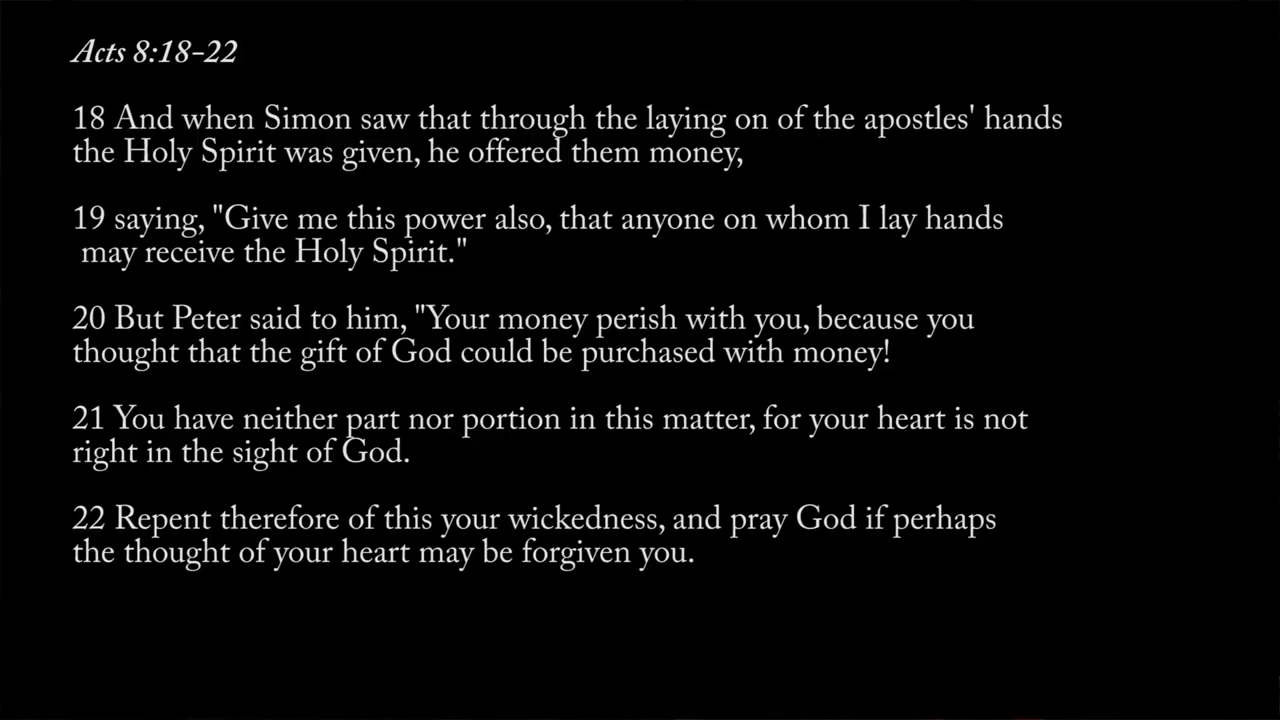 Acts 8:18-22
18 And when Simon saw that through the laying on of the apostles' hands
the Holy Spirit was given, he offered them money,
19 saying, "Give me this power also, that anyone on whom I lay hands
may receive the Holy Spirit."
20 But Peter said to him, "Your money perish with you, because you
thought that the gift of God could be purchased with money!
21 You have neither part nor portion in this matter, for your heart is not
right in the sight of God.
22 Repent therefore of this your wickedness, and pray God if perhaps
the thought of your heart may be forgiven you.